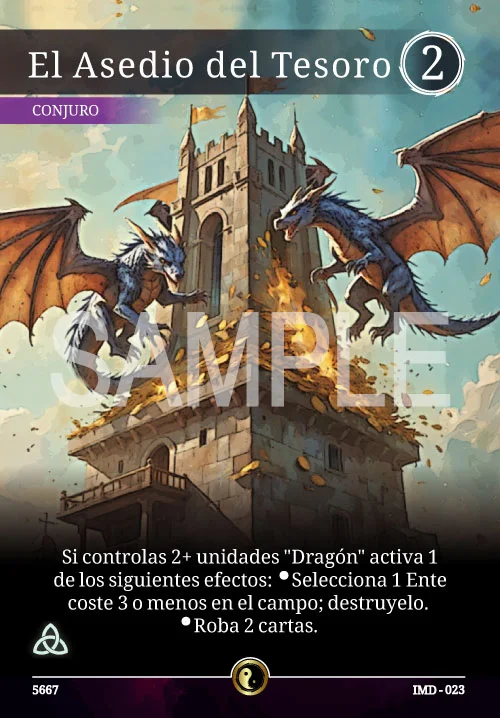 El Asedio del Tesoro 2
CONJURO
SAMPLE
Si controlas 2+ unidades "Dragón" activa 1
de los siguientes efectos: •Selecciona 1 Ente
coste 3 o menos en el campo; destruyelo.
•Roba 2 cartas.
5667 IMD - 023